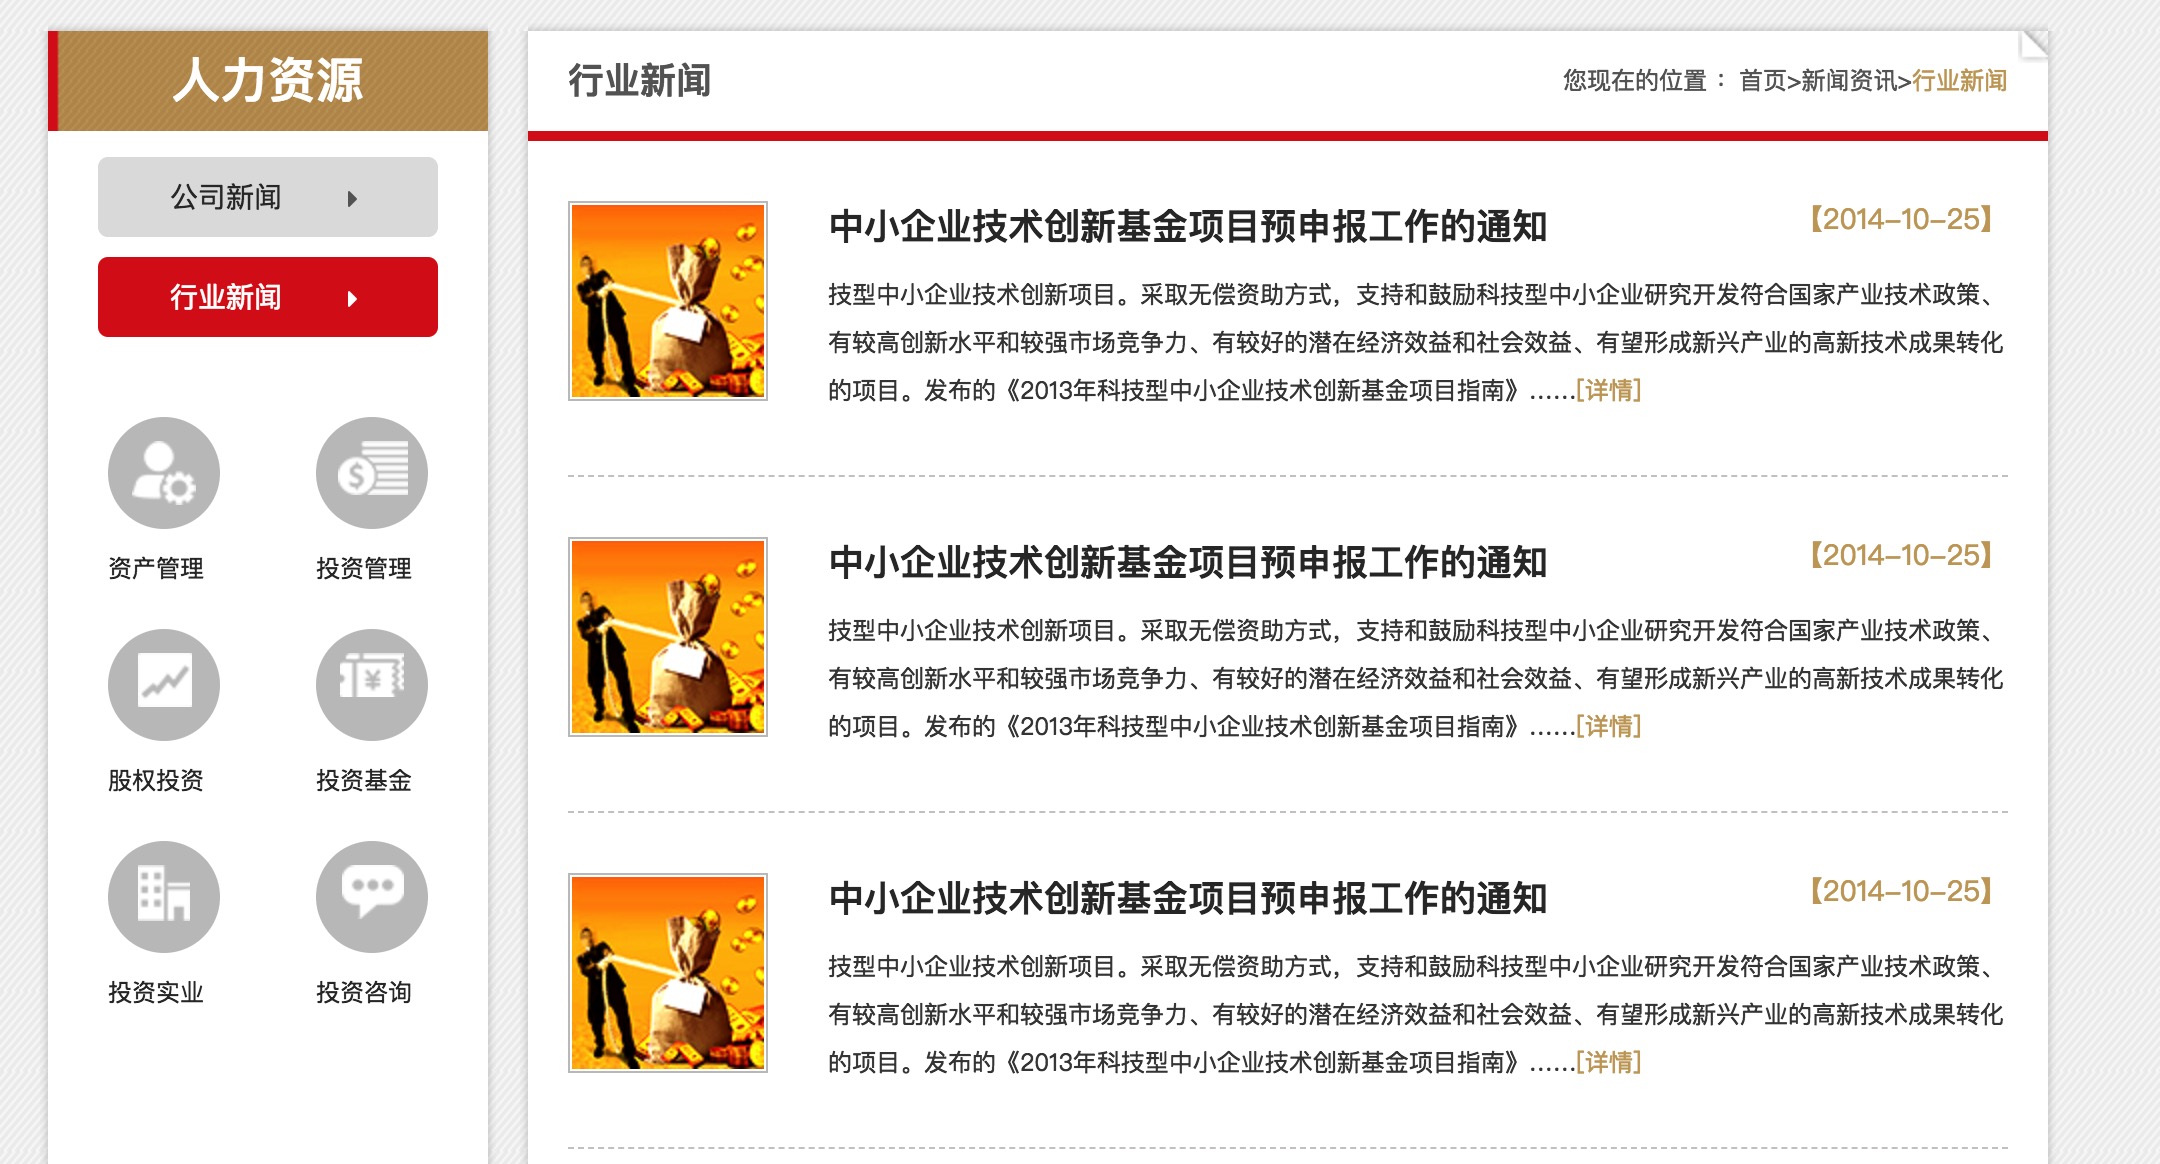 人力资源
公司新闻
行业新闻
资产管理
投资管理
股权投资
投资基金
投资实业
投资咨询
行业新闻
您现在的位置：首页>新闻资讯>行业新闻
中小企业技术创新基金项目预申报工作的通知
【2014-10-25】
技型中小企业技术创新项目。采取无偿资助方式，支持和鼓励科技型中小企业研究开发符合国家产业技术政策、
有较高创新水平和较强市场竞争力、有较好的潜在经济效益和社会效益、有望形成新兴产业的高新技术成果转化
的项目。发布的《2013年科技型中小企业技术创新基金项目指南》......[详情]
中小企业技术创新基金项目预申报工作的通知
【2014-10-25】
技型中小企业技术创新项目。采取无偿资助方式，支持和鼓励科技型中小企业研究开发符合国家产业技术政策、
有较高创新水平和较强市场竞争力、有较好的潜在经济效益和社会效益、有望形成新兴产业的高新技术成果转化
的项目。发布的《2013年科技型中小企业技术创新基金项目指南》......[详情]
中小企业技术创新基金项目预申报工作的通知
【2014-10-25】
技型中小企业技术创新项目。采取无偿资助方式，支持和鼓励科技型中小企业研究开发符合国家产业技术政策、
有较高创新水平和较强市场竞争力、有较好的潜在经济效益和社会效益、有望形成新兴产业的高新技术成果转化
的项目。发布的《2013年科技型中小企业技术创新基金项目指南》......[详情]